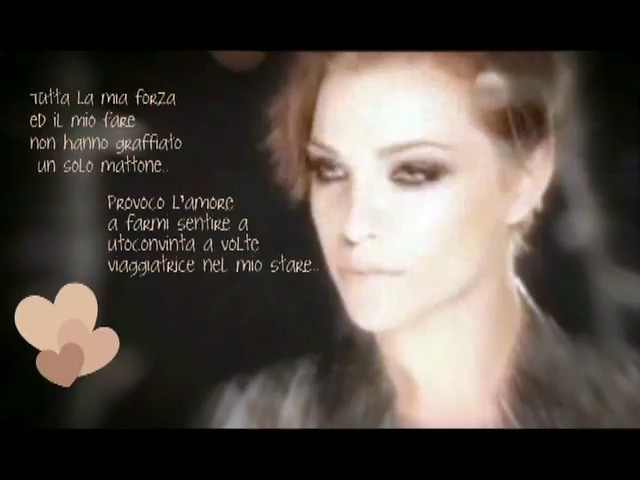 Tutta la mia forza
ed il mio fare
non hanno graffiato
un solo mattone..
Provoco l'amore
a farmi sentire a
utoconvinta a volte
viaggiatrice nel mio stare..